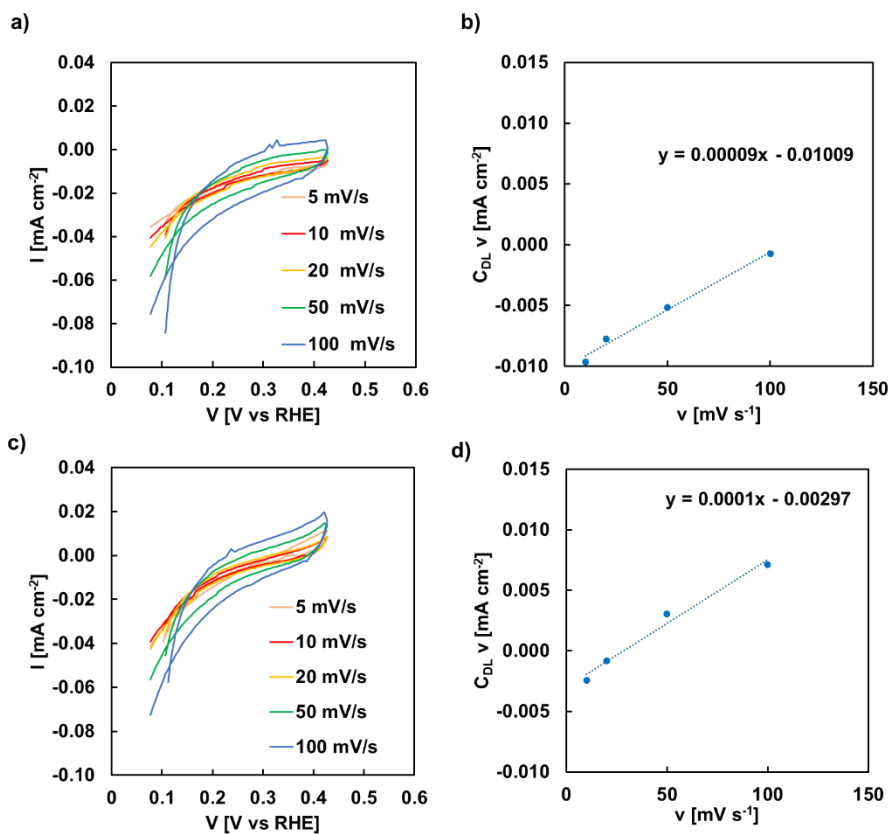 a)
0.04
0.02
0.00
-0.02
-0.04
-0.06
-0.08
-0.10
I [mA cm-2]
5 mV/s
10 mV/s
20 mV/s
50 mV/s
100 mV/s
0 0.1 0.2 0.3 0.4 0.5 0.6
V [V vs RHE]
b)
0.015
0.010
0.005
0.000
-0.005
-0.010
CDL v [mA cm-2]
y = 0.00009x - 0.01009
0 50 100 150
v [mV s-1]
c)
0.04
0.02
0.00
-0.02
-0.04
-0.06
-0.08
-0.10
I [mA cm-2]
5 mV/s
10 mV/s
20 mV/s
50 mV/s
100 mV/s
0 0.1 0.2 0.3 0.4 0.5 0.6
V [V vs RHE]
d)
0.015
0.010
0.005
0.000
-0.005
-0.010
CDL v [mA cm-2]
y = 0.0001x - 0.00297
0 50 100 150
v [mV s-1]